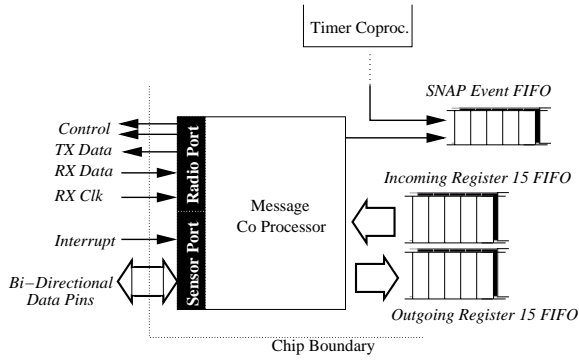 Timer Coproc.
SNAP Event FIFO
Control
TX Data
RX Data
RX Clk
Interrupt
Bi-Directional
Data Pins
Radio Port
Sensor Port
Message
Co Processor
Incoming Register 15 FIFO
Outgoing Register 15 FIFO
Chip Boundary